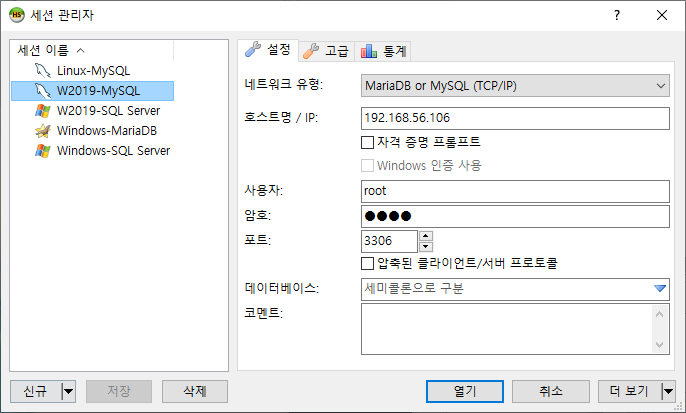 HS 세션 관리자
세션 이름
Linux-MySQL
W2019-MySQL
W2019-SQL Server
Windows-MariaDB
Windows-SQL Server
설정 고급 통계
네트워크 유형: MariaDB or MySQL (TCP/IP)
호스트명 / IP: 192.168.56.106
자격 증명 프롬프트
Windows 인증 사용
사용자: root
암호: ●●●●
포트: 3306
압축된 클라이언트/서버 프로토콜
데이터베이스: 세미콜론으로 구분
코멘트:
신규 저장 삭제 열기 취소 더 보기